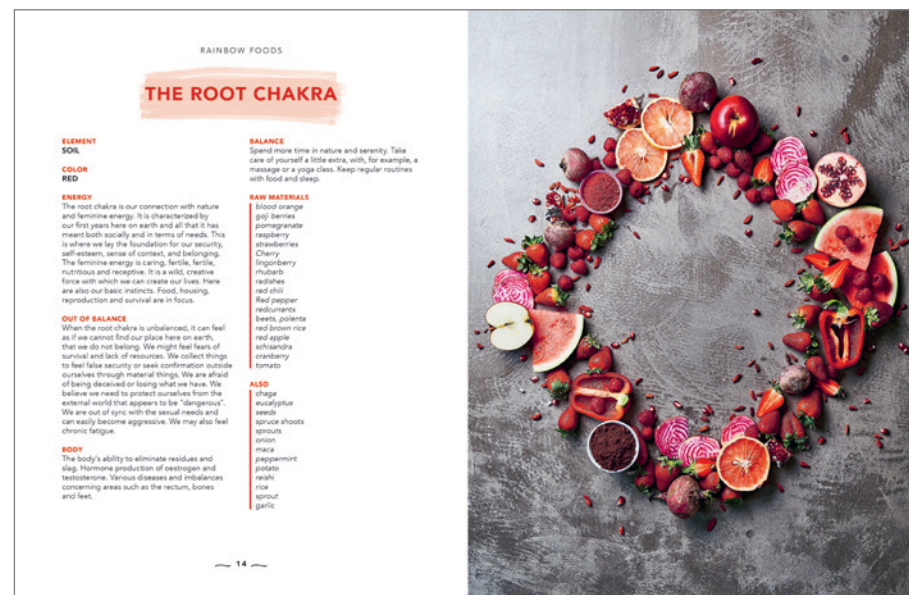 RAINBOW FOODS
THE ROOT CHAKRA
ELEMENT
SOIL
COLOR
RED
ENERGY
The root chakra is our connection with nature
and feminine energy. It is characterized by
our first years here on earth and all that it has
meant both socially and in terms of needs. This
is where we lay the foundation for our security,
self-esteem, sense of context, and belonging.
The feminine energy is caring, fertile, fertile,
nutritious and receptive. It is a wild, creative
force with which we can create our lives. Here
are also our basic instincts. Food, housing,
reproduction and survival are in focus.
OUT OF BALANCE
When the root chakra is unbalanced, it can feel
as if we cannot find our place here on earth,
that we do not belong. We might feel fears of
survival and lack of resources. We collect things
to feel false security or seek confirmation outside
ourselves through material things. We are afraid
of being deceived or losing what we have. We
believe we need to protect ourselves from the
external world that appears to be "dangerous".
We are out of sync with the sexual needs and
can easily become aggressive. We may also feel
chronic fatigue.
BODY
The body's ability to eliminate residues and
slag. Hormone production of oestrogen and
testosterone. Various diseases and imbalances
concerning areas such as the rectum, bones
and feet.
BALANCE
Spend more time in nature and serenity. Take
care of yourself a little extra, with, for example, a
massage or a yoga class. Keep regular routines
with food and sleep.
RAW MATERIALS
blood orange
goji berries
pomegranate
raspberry
strawberries
Cherry
lingonberry
rhubarb
radishes
red chili
Red pepper
redcurrants
beets, polenta
red brown rice
red apple
schisandra
cranberry
tomato
ALSO
chaga
eucalyptus
seeds
spruce shoots
sprouts
onion
maca
peppermint
potato
reishi
rice
sprout
garlic
14